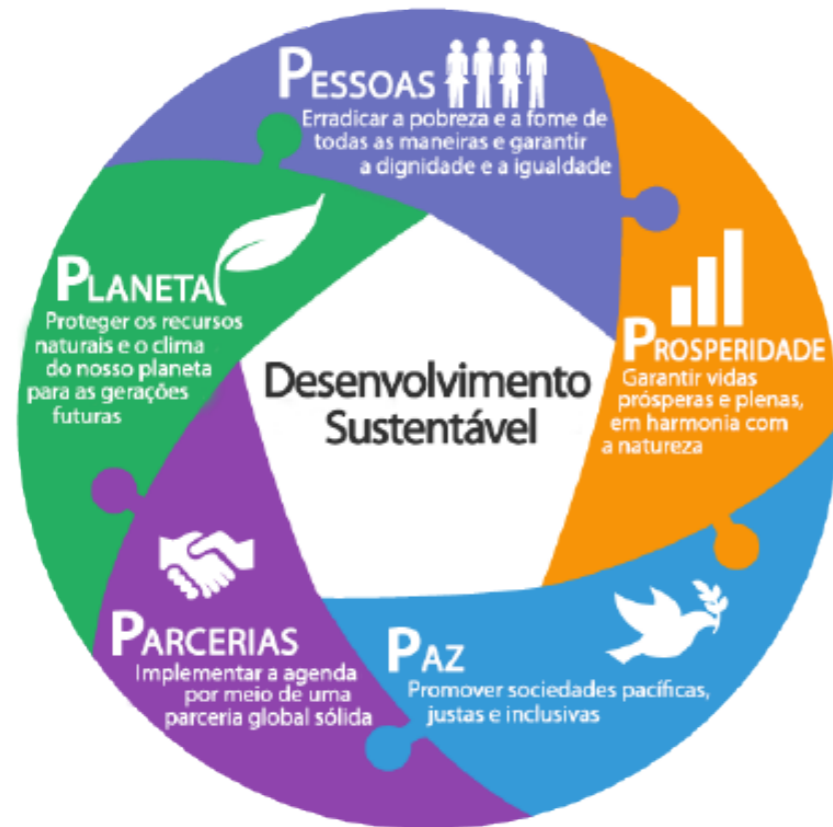 PESSOAS
Erradicar a pobreza e a fome de
todas as maneiras e garantir
a dignidade e a igualdade
PLANETA
Proteger os recursos
naturais e o clima
do nosso planeta
para as gerações
futuras
PROSPERIDADE
Garantir vidas
prósperas e plenas,
em harmonia com
a natureza
Desenvolvimento
Sustentável
PARCERIAS
Implementar a agenda
por meio de uma
parceria global sólida
PAZ
Promover sociedades pacíficas,
justas e inclusivas